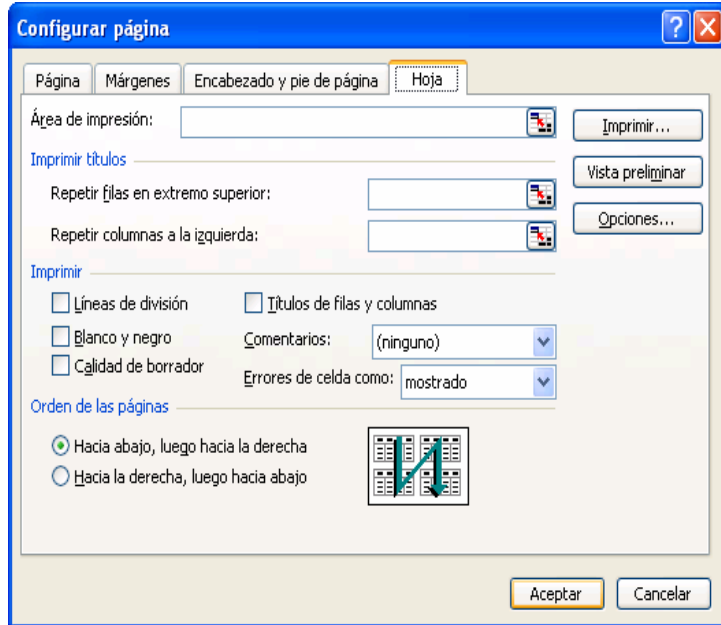 Configurar página
Página Márgenes Encabezado y pie de página Hoja
Área de impresión:
Imprimir...
Imprimir títulos
Vista preliminar
Repetir filas en extremo superior:
Opciones...
Repetir columnas a la izquierda:
Imprimir
Líneas de división
Títulos de filas y columnas
Blanco y negro
Comentarios: (ninguno)
Calidad de borrador
Errores de celda como: mostrado
Orden de las páginas
Hacia abajo, luego hacia la derecha
Hacia la derecha, luego hacia abajo
Aceptar Cancelar